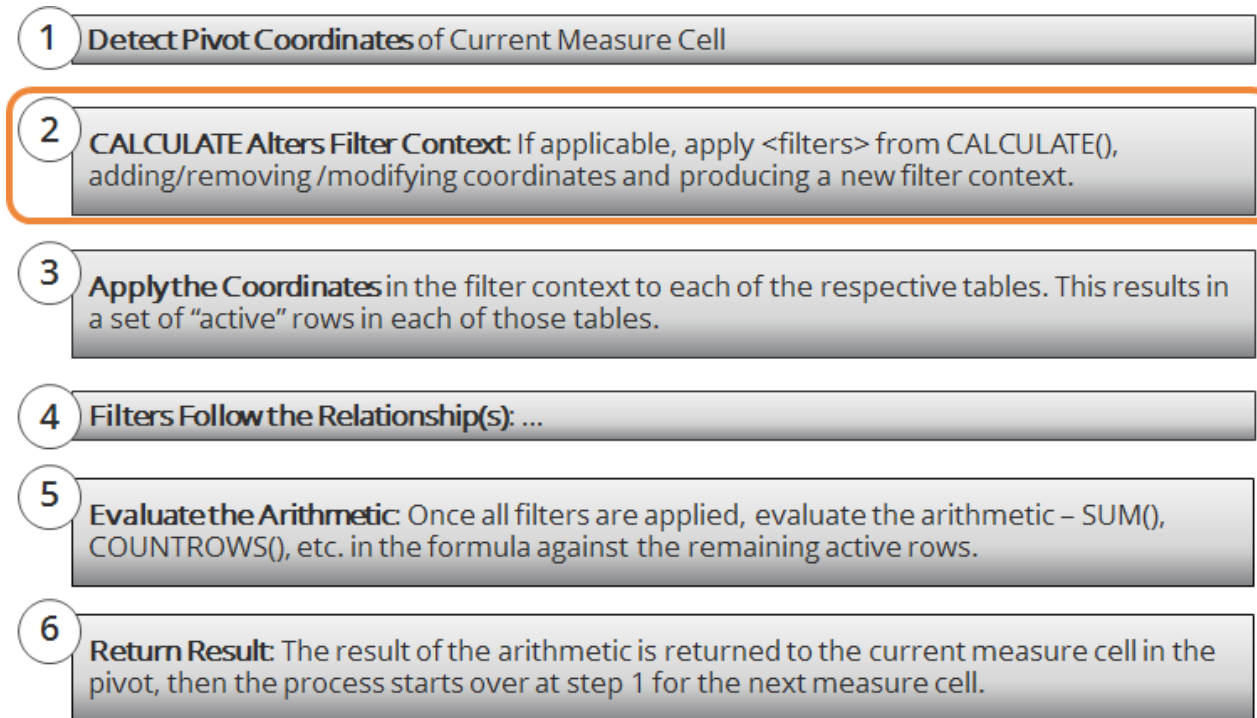 1
Detect Pivot Coordinates of Current Measure Cell
2
CALCULATE Alters Filter Context: If applicable, apply <filters> from CALCULATE(),
adding/removing /modifying coordinates and producing a new filter context.
3
Apply the Coordinates in the filter context to each of the respective tables. This results in
a set of “active” rows in each of those tables.
4
Filters Follow the Relationship(s): ...
5
Evaluate the Arithmetic: Once all filters are applied, evaluate the arithmetic – SUM(),
COUNTROWS(), etc. in the formula against the remaining active rows.
6
Return Result: The result of the arithmetic is returned to the current measure cell in the
pivot, then the process starts over at step 1 for the next measure cell.